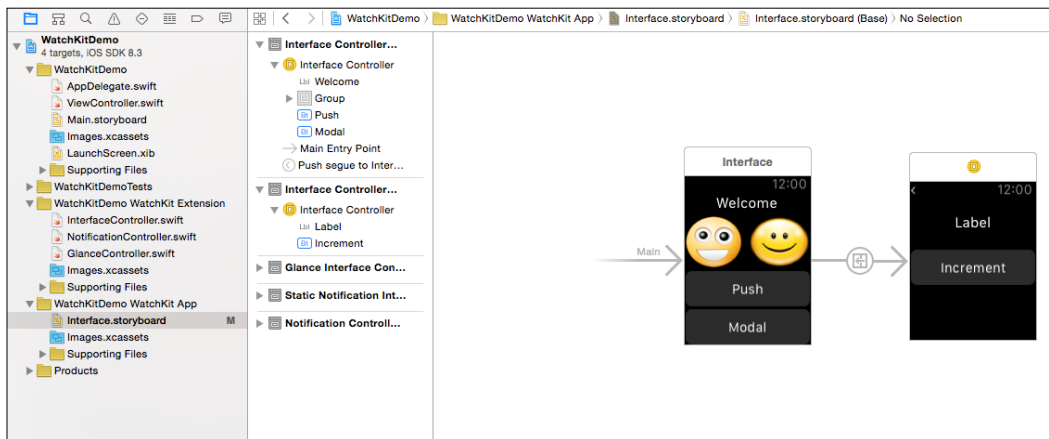 WatchKitDemo WatchKitDemo WatchKit App Interface.storyboard Interface.storyboard (Base) No Selection
WatchKitDemo
4 targets, iOS SDK 8.3
WatchKitDemo
AppDelegate.swift
ViewController.swift
Main.storyboard
Images.xcassets
LaunchScreen.xib
Supporting Files
WatchKitDemoTests
WatchKitDemo WatchKit Extension
InterfaceController.swift
NotificationController.swift
GlanceController.swift
Images.xcassets
Supporting Files
WatchKitDemo WatchKit App
Interface.storyboard M
Images.xcassets
Supporting Files
Products
Interface Controller...
Interface Controller
Lbl Welcome
Group
Bt Push
Bt Modal
Main Entry Point
Push segue to Inter...
Interface Controller...
Interface Controller
Lbl Label
Bt Increment
Glance Interface Con...
Static Notification Int...
Notification Controll...
Main
Interface
12:00
Welcome
Push
Modal
12:00
Label
Increment